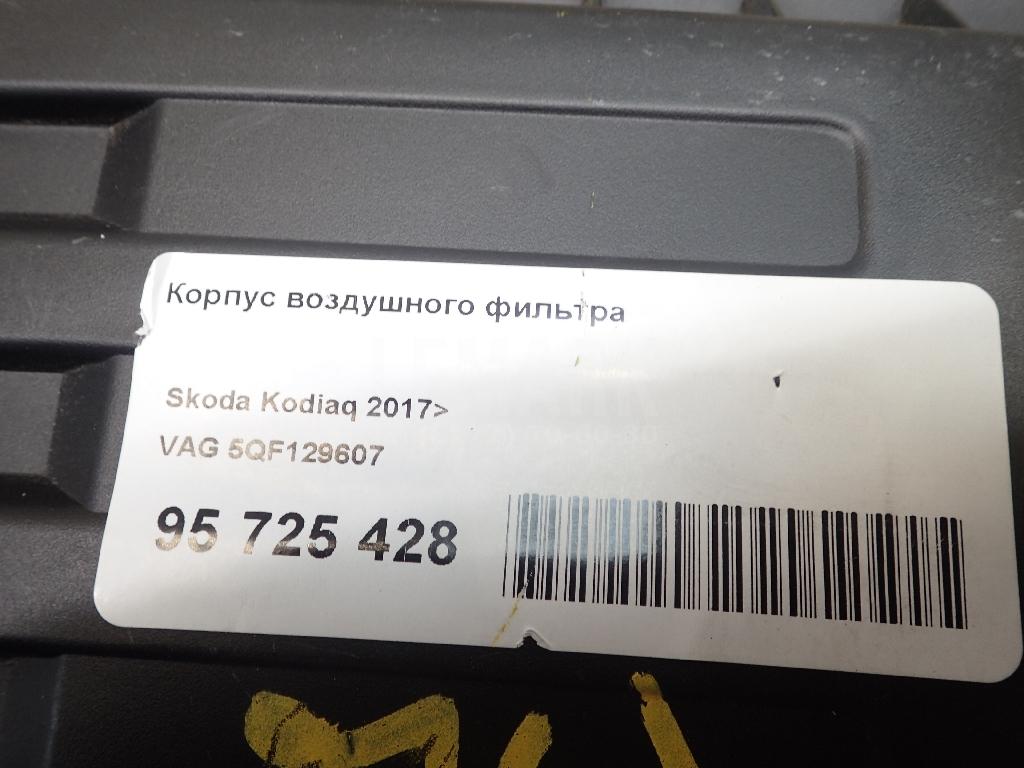 Корпус воздушного фильтра
Skoda Kodiaq 2017>
VAG 5QF129607
95 725 428